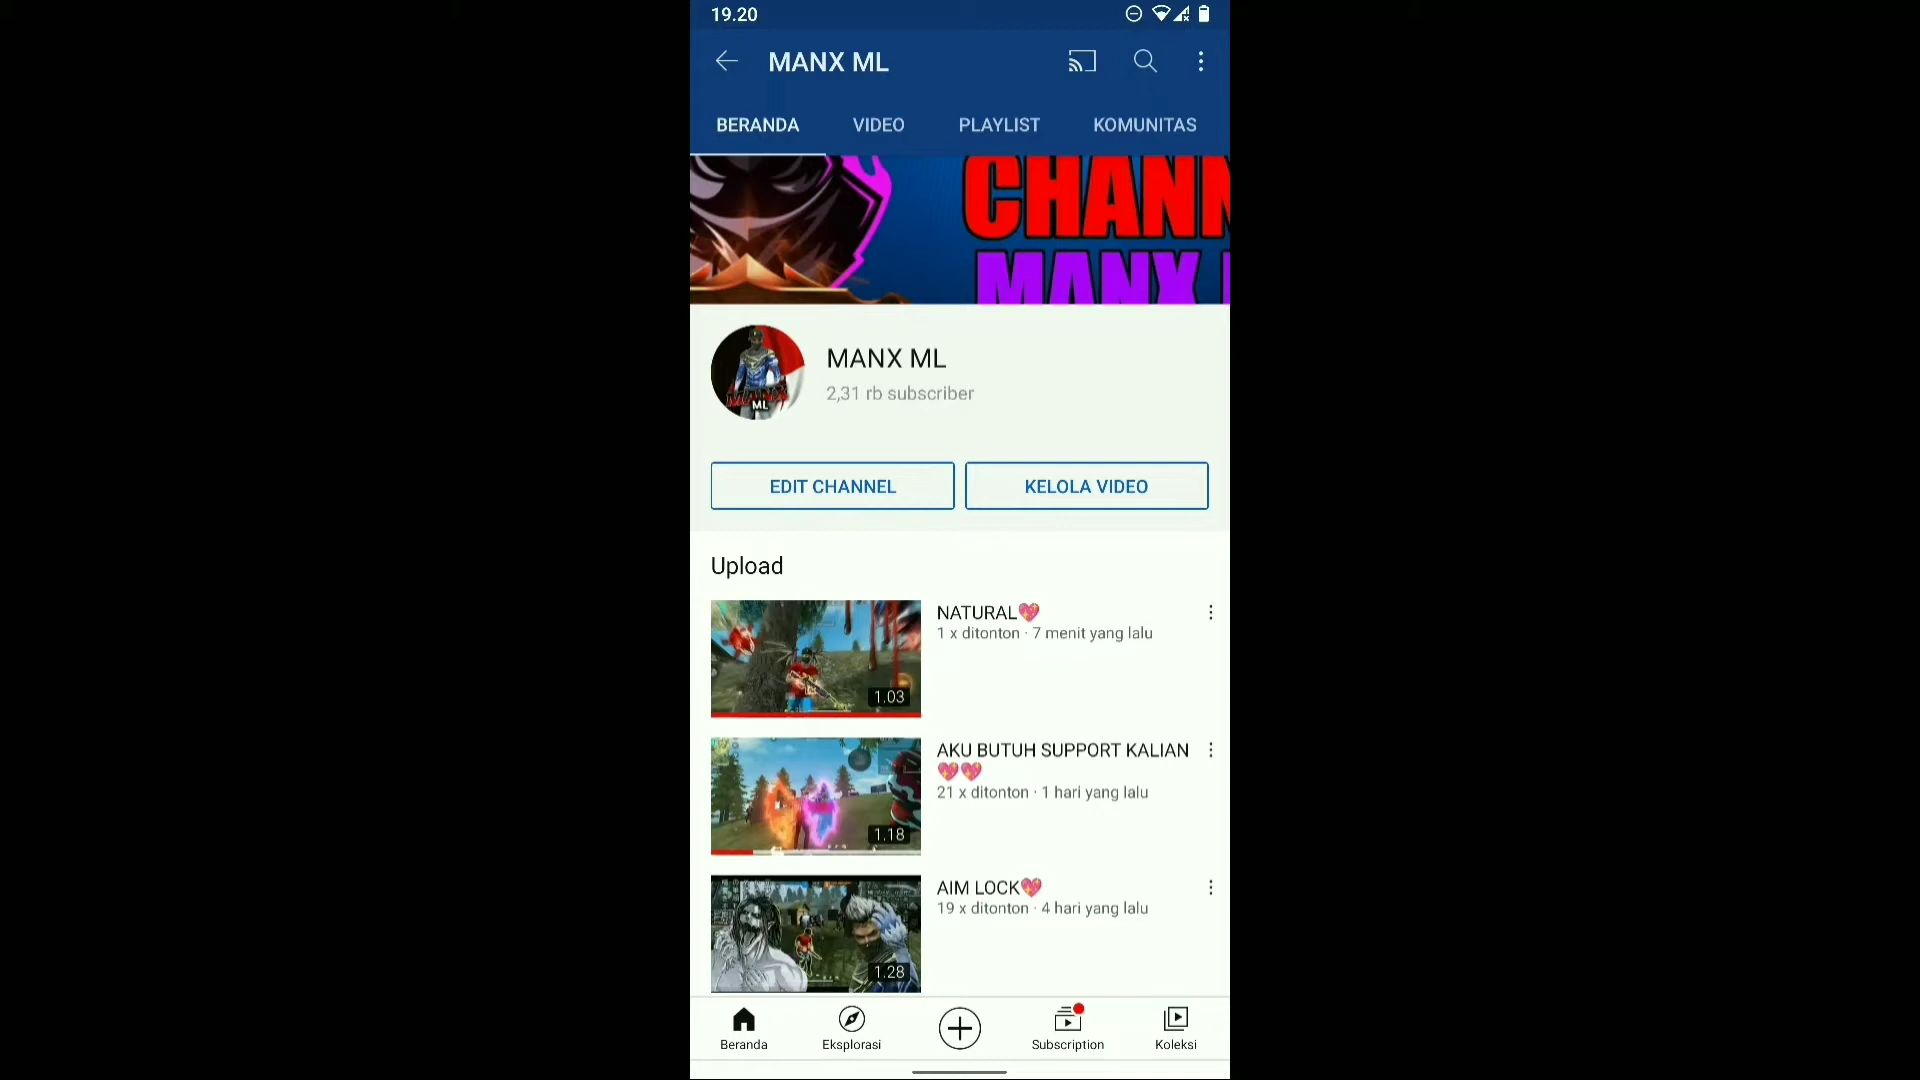 19.20
MANX ML
BERANDA VIDEO PLAYLIST KOMUNITAS
CHANN
MANX
MANX ML
2,31 rb subscriber
MANX
ML
EDIT CHANNEL KELOLA VIDEO
Upload
NATURAL💖
1 x ditonton · 7 menit yang lalu
1.03
AKU BUTUH SUPPORT KALIAN
💖💖
21 x ditonton · 1 hari yang lalu
1.18
AIM LOCK💖
19 x ditonton · 4 hari yang lalu
1.28
Beranda Eksplorasi Subscription Koleksi